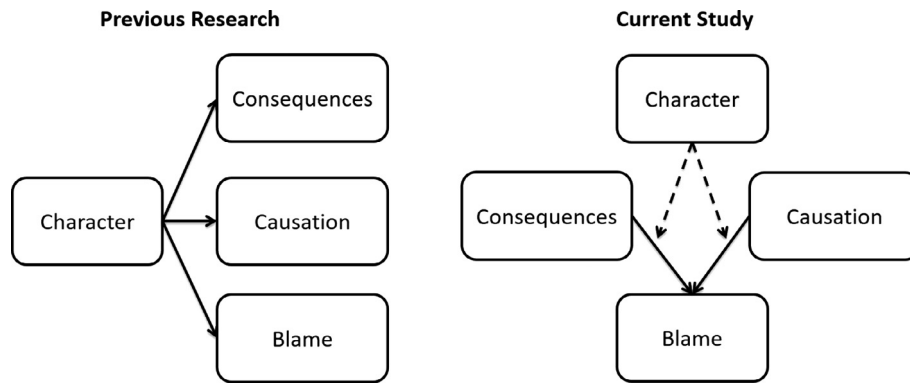 Previous Research
Consequences
Character
Causation
Blame
Current Study
Character
Consequences
Causation
Blame